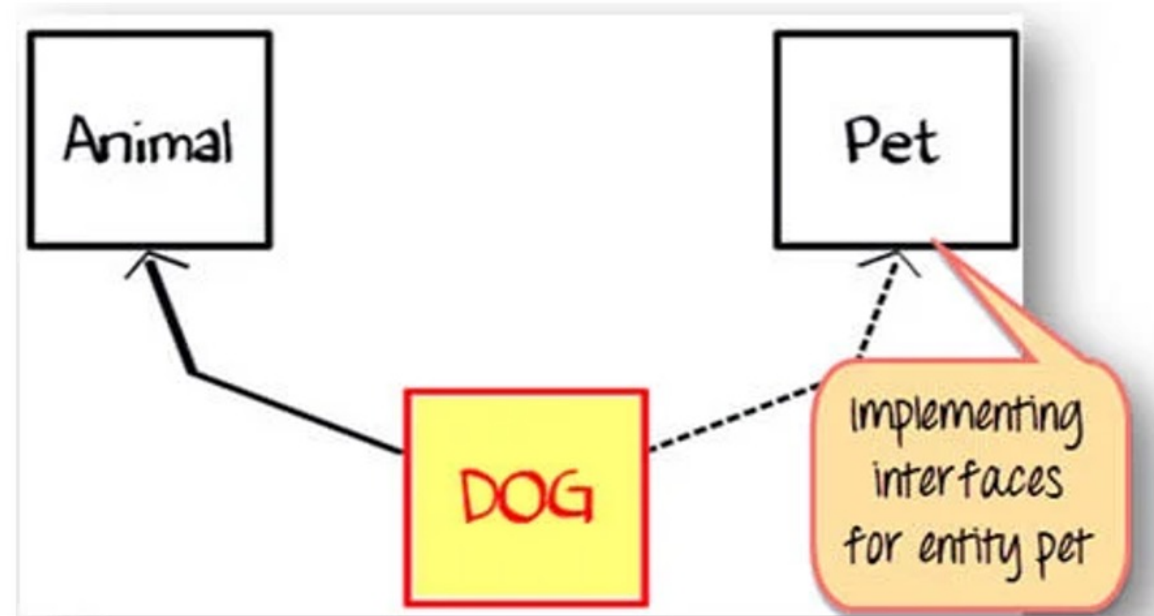 Animal
Pet
DOG
Implementing
interfaces
for entity pet